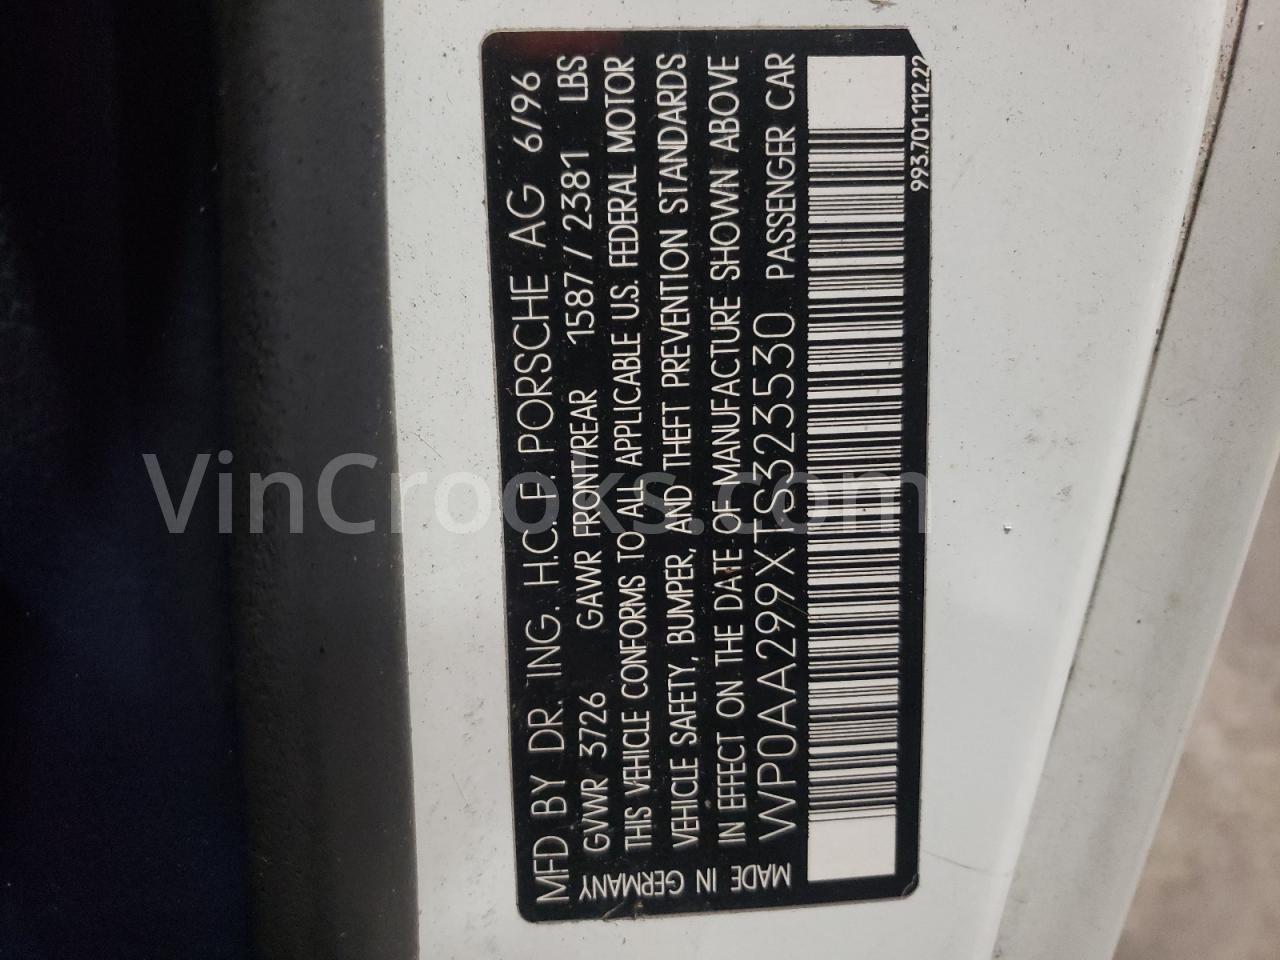 MFD BY DR. ING. H.C. F. PORSCHE AG 6/96
GVWR 3726 GAWR FRONT/REAR 1587 / 2381 LBS
THIS VEHICLE CONFORMS TO ALL APPLICABLE U.S. FEDERAL MOTOR
VEHICLE SAFETY, BUMPER, AND THEFT PREVENTION STANDARDS
IN EFFECT ON THE DATE OF MANUFACTURE SHOWN ABOVE
WP0AA299XTS323530 PASSENGER CAR
MADE IN GERMANY
993.701.112.22
VinCrooks.com